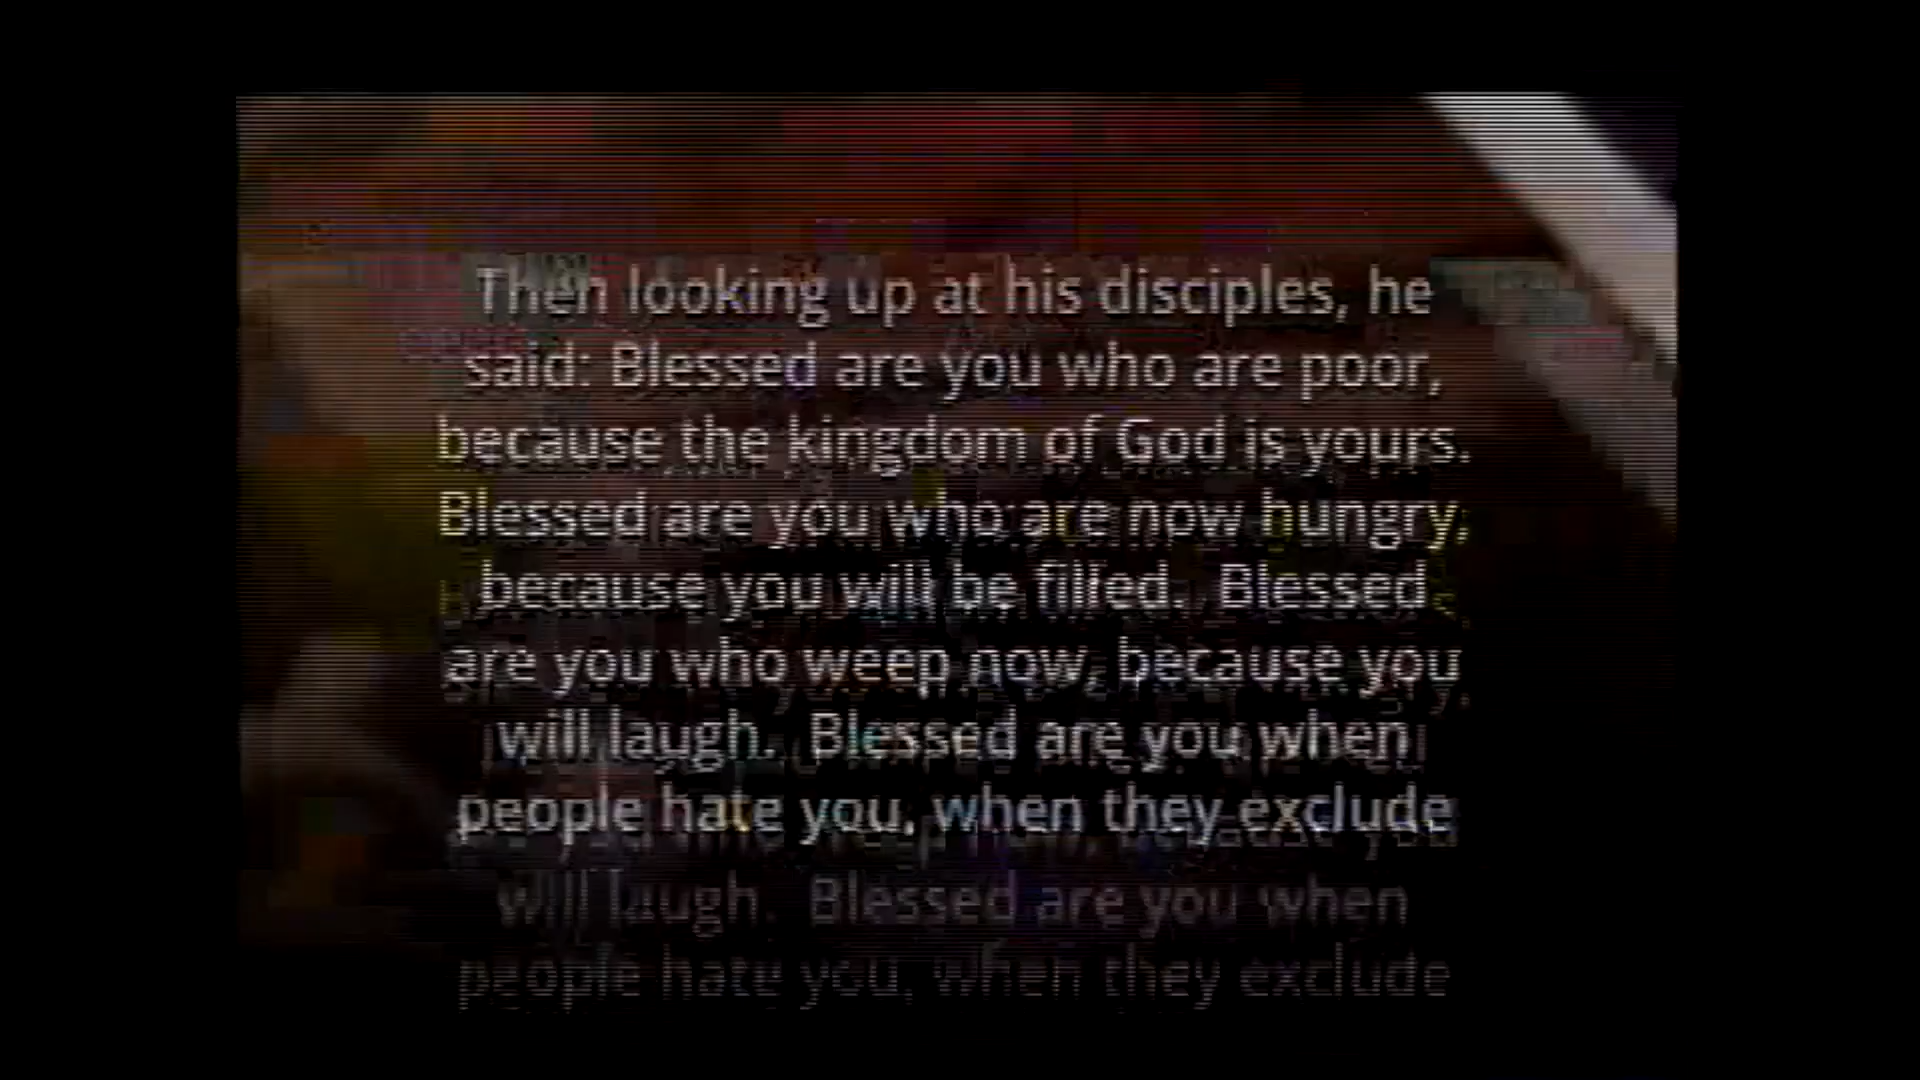 Then looking up at his disciples, he
said: Blessed are you who are poor,
because the kingdom of God is yours.
Blessed are you who are now hungry,
because you will be filled. Blessed
are you who weep now, because you
will laugh. Blessed are you when
people hate you, when they exclude
will laugh. Blessed are you when
people hate you, when they exclude